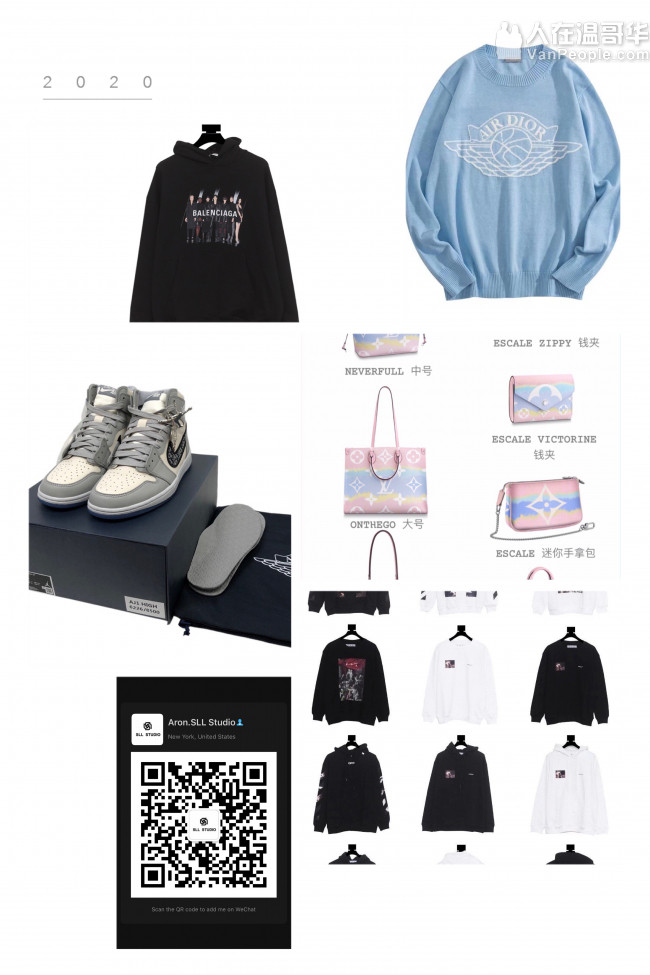 人在温哥华
VanPeople.com
2 0 2 0
BALENCIAGA
AIR DIOR
NEVERFULL 中号
ESCALE ZIPPY 钱夹
ESCALE VICTORINE
钱夹
ONTHEGO 大号
ESCALE 迷你手拿包
AJ1 HIGH
Aron.SLL Studio
New York, United States
SLL STUDIO
SLL STUDIO
Scan the QR code to add me on WeChat